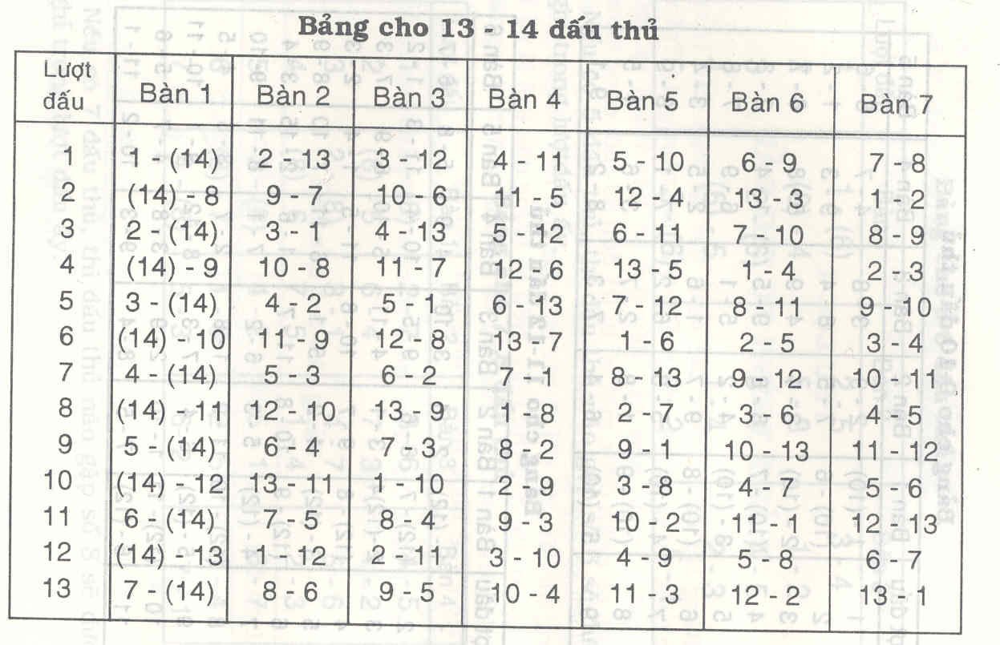 Bảng cho 13 - 14 đấu thủ
Lượt đấu Bàn 1 Bàn 2 Bàn 3 Bàn 4 Bàn 5 Bàn 6 Bàn 7
1 1 - (14) 2 - 13 3 - 12 4 - 11 5 - 10 6 - 9 7 - 8
2 (14) - 8 9 - 7 10 - 6 11 - 5 12 - 4 13 - 3 1 - 2
3 2 - (14) 3 - 1 4 - 13 5 - 12 6 - 11 7 - 10 8 - 9
4 (14) - 9 10 - 8 11 - 7 12 - 6 13 - 5 1 - 4 2 - 3
5 3 - (14) 4 - 2 5 - 1 6 - 13 7 - 12 8 - 11 9 - 10
6 (14) - 10 11 - 9 12 - 8 13 - 7 1 - 6 2 - 5 3 - 4
7 4 - (14) 5 - 3 6 - 2 7 - 1 8 - 13 9 - 12 10 - 11
8 (14) - 11 12 - 10 13 - 9 1 - 8 2 - 7 3 - 6 4 - 5
9 5 - (14) 6 - 4 7 - 3 8 - 2 9 - 1 10 - 13 11 - 12
10 (14) - 12 13 - 11 1 - 10 2 - 9 3 - 8 4 - 7 5 - 6
11 6 - (14) 7 - 5 8 - 4 9 - 3 10 - 2 11 - 1 12 - 13
12 (14) - 13 1 - 12 2 - 11 3 - 10 4 - 9 5 - 8 6 - 7
13 7 - (14) 8 - 6 9 - 5 10 - 4 11 - 3 12 - 2 13 - 1